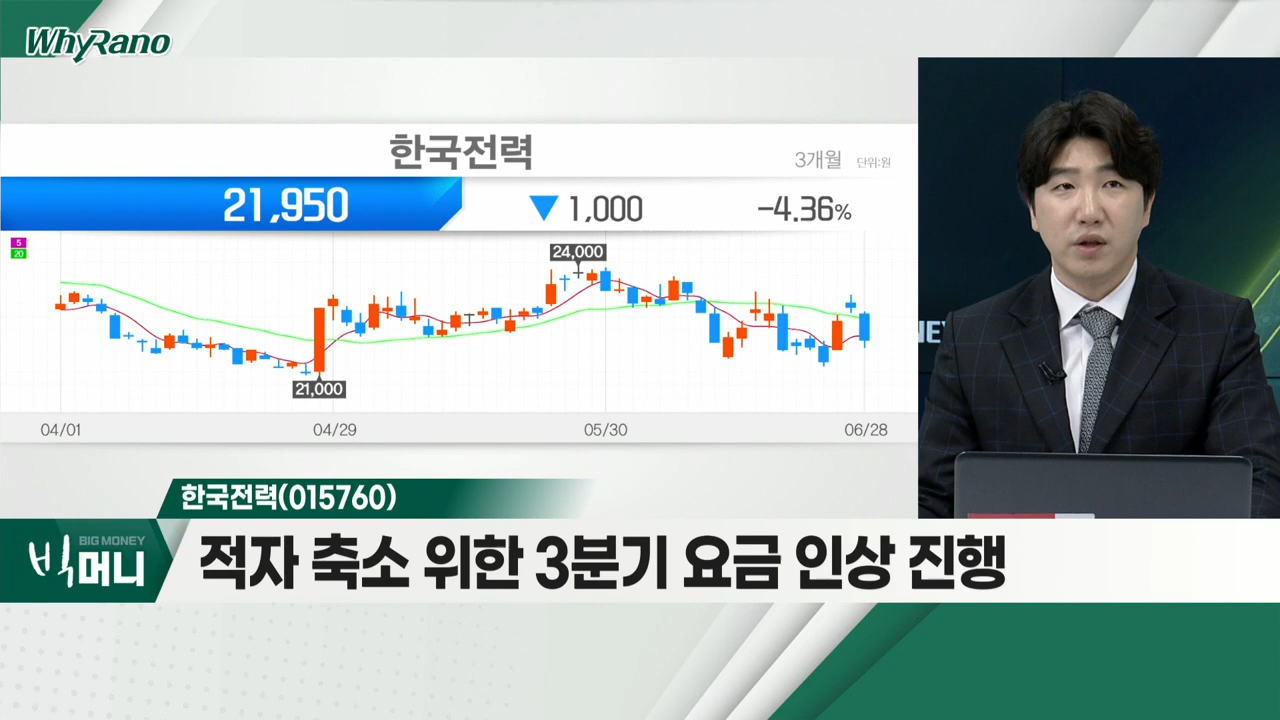 WhyRano
한국전력
3개월 단위:원
21,950 ▼ 1,000 -4.36%
5
20
24,000
21,000
04/01 04/29 05/30 06/28
NEY
한국전력(015760)
BIG MONEY
빅머니
적자 축소 위한 3분기 요금 인상 진행